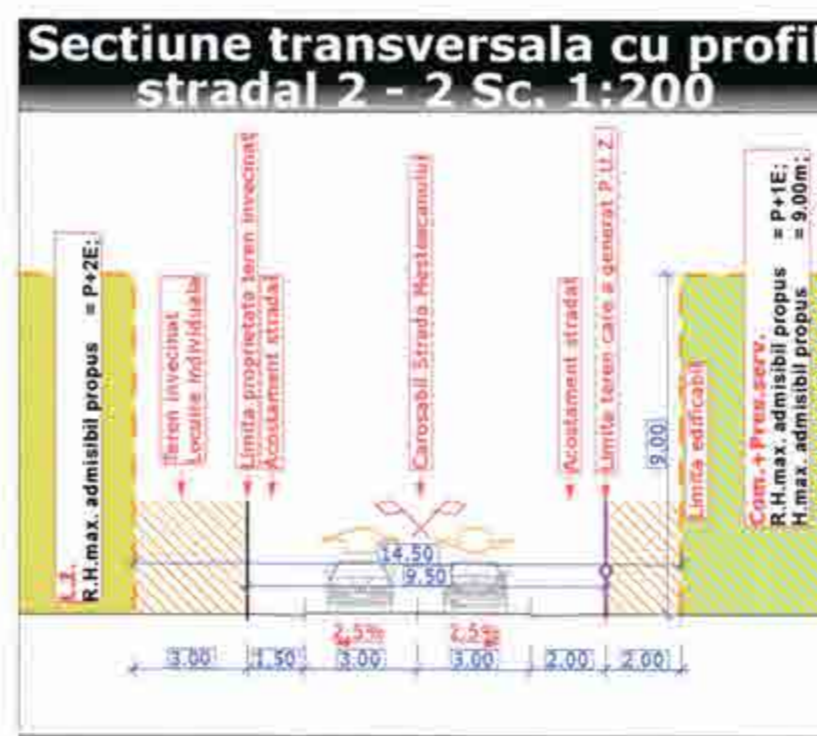 Sectiune transversala cu profil
stradal 2 - 2 Sc. 1:200
L.I.
R.H.max. admisibil propus = P+2E;
Teren invecinat
Locuire individuala
Limita proprietate teren invecinat
Acostament stradal
Carosabil Strada Mesteacanului
Acostament stradal
Limita teren care a generat P.U.Z.
9.00
Limita edificabil
Com.+Pres.serv.
R.H.max. admisibil propus = P+1E;
H.max. admisibil propus = 9.00m;
14.50
9.50
2.5% 2.5%
3.00 1.50 3.00 3.00 2.00 2.00